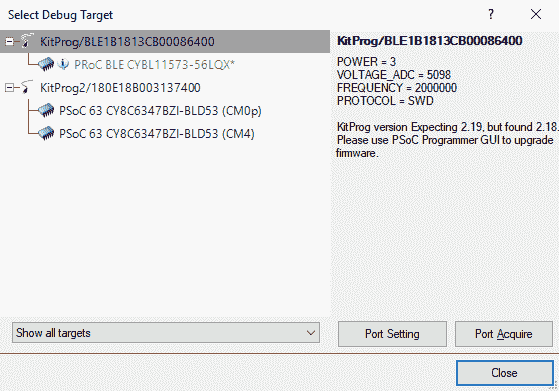 Select Debug Target
?
KitProg/BLE1B1813CB00086400
PRoC BLE CYBL11573-56LQX*
KitProg2/180E18B003137400
PSoC 63 CY8C6347BZI-BLD53 (CM0p)
PSoC 63 CY8C6347BZI-BLD53 (CM4)
KitProg/BLE1B1813CB00086400
POWER = 3
VOLTAGE_ADC = 5098
FREQUENCY = 2000000
PROTOCOL = SWD
KitProg version Expecting 2.19, but found 2.18.
Please use PSoC Programmer GUI to upgrade
firmware.
Show all targets
Port Setting
Port Acquire
Close